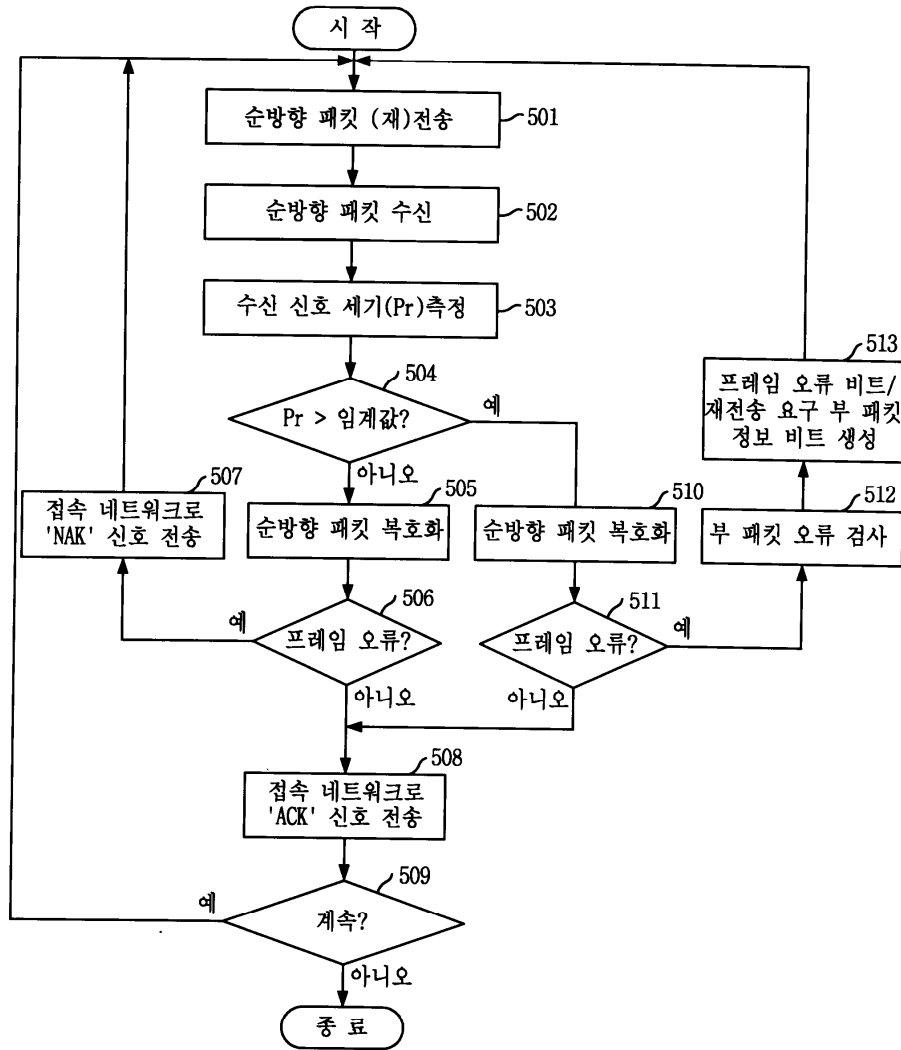 시 작
순방향 패킷 (재)전송
501
순방향 패킷 수신
502
수산 신호 세기(Pr)측정
503
504
Pr > 임계값?
예
아니오
513
프레임 오류 비트/
재전송 요구 부 패킷
정보 비트 생성
507
접속 네트워크로
'NAK' 신호 전송
505
순방향 패킷 복호화
510
순방향 패킷 복호화
512
부 패킷 오류 검사
506
프레임 오류?
예
아니오
511
프레임 오류?
예
아니오
508
접속 네트워크로
'ACK' 신호 전송
509
계속?
예
아니오
종 료